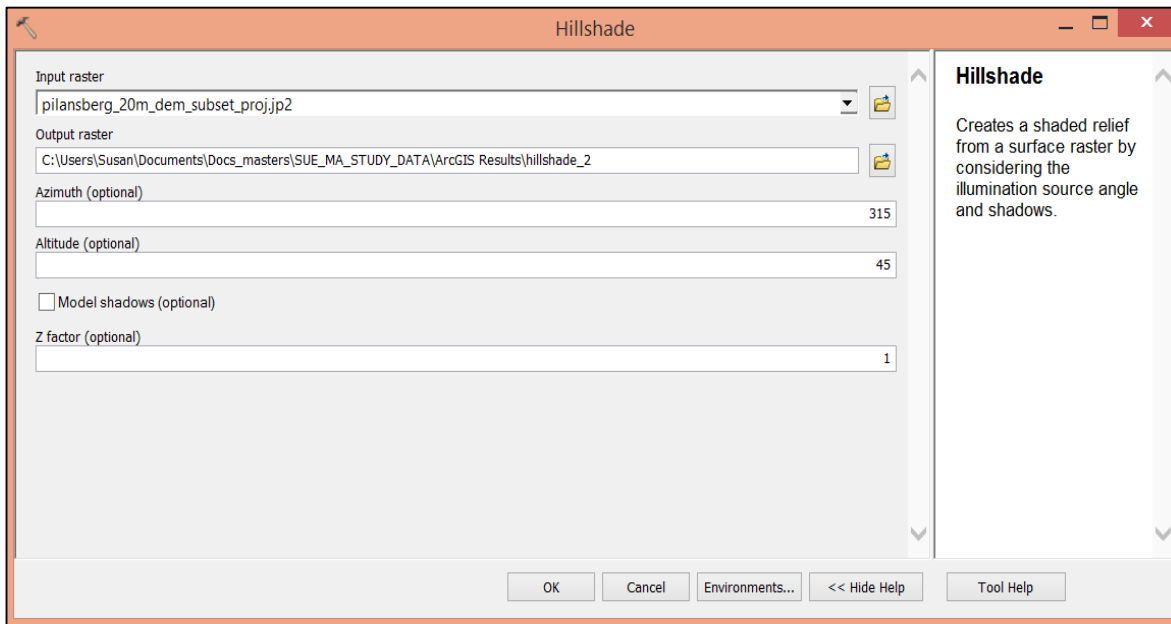 Hillshade
Input raster
pilansberg_20m_dem_subset_proj.jp2
Output raster
C:\Users\Susan\Documents\Docs_masters\SUE_MA_STUDY_DATA\ArcGIS Results\hillshade_2
Azimuth (optional)
315
Altitude (optional)
45
Model shadows (optional)
Z factor (optional)
1
Hillshade
Creates a shaded relief
from a surface raster by
considering the
illumination source angle
and shadows.
OK
Cancel
Environments...
<< Hide Help
Tool Help